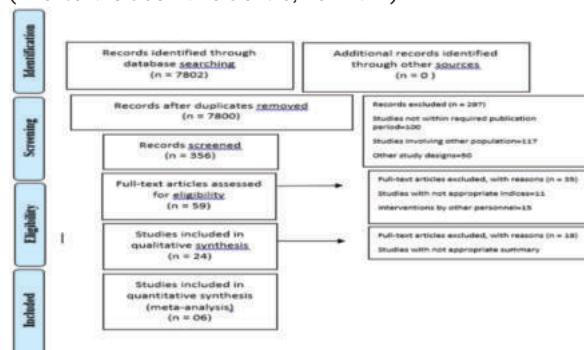 Identification
Records identified through
database searching
(n = 7802)
Additional records identified
through other sources
(n = 0 )
Screening
Records after duplicates removed
(n = 7800)
Records screened
(n = 356)
Records excluded (n = 297)
Studies not within required publication
period=100
Studies involving other population=117
Other study designs=80
Eligibility
Full-text articles assessed
for eligibility
(n = 59)
Full-text articles excluded, with reasons (n = 35)
Studies with not appropriate indices=11
Interventions by other personnel=15
Studies included in
qualitative synthesis
(n = 24)
Full-text articles excluded, with reasons (n = 18)
Studies with not appropriate summary
Included
Studies included in
quantitative synthesis
(meta-analysis)
(n = 06)